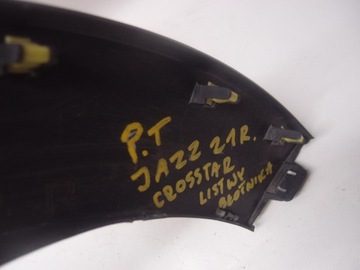 P.T
JAZZ 21R.
CROSSTAR
LISTWY
BŁOTNIKA